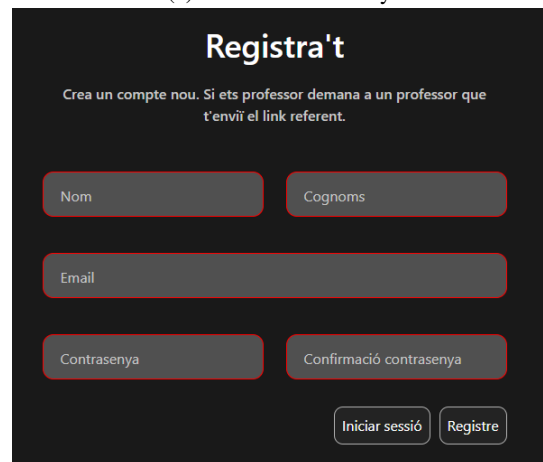 Registra't
Crea un compte nou. Si ets professor demana a un professor que
t'enviï el link referent.
Nom
Cognoms
Email
Contrasenya
Confirmació contrasenya
Iniciar sessió
Registre